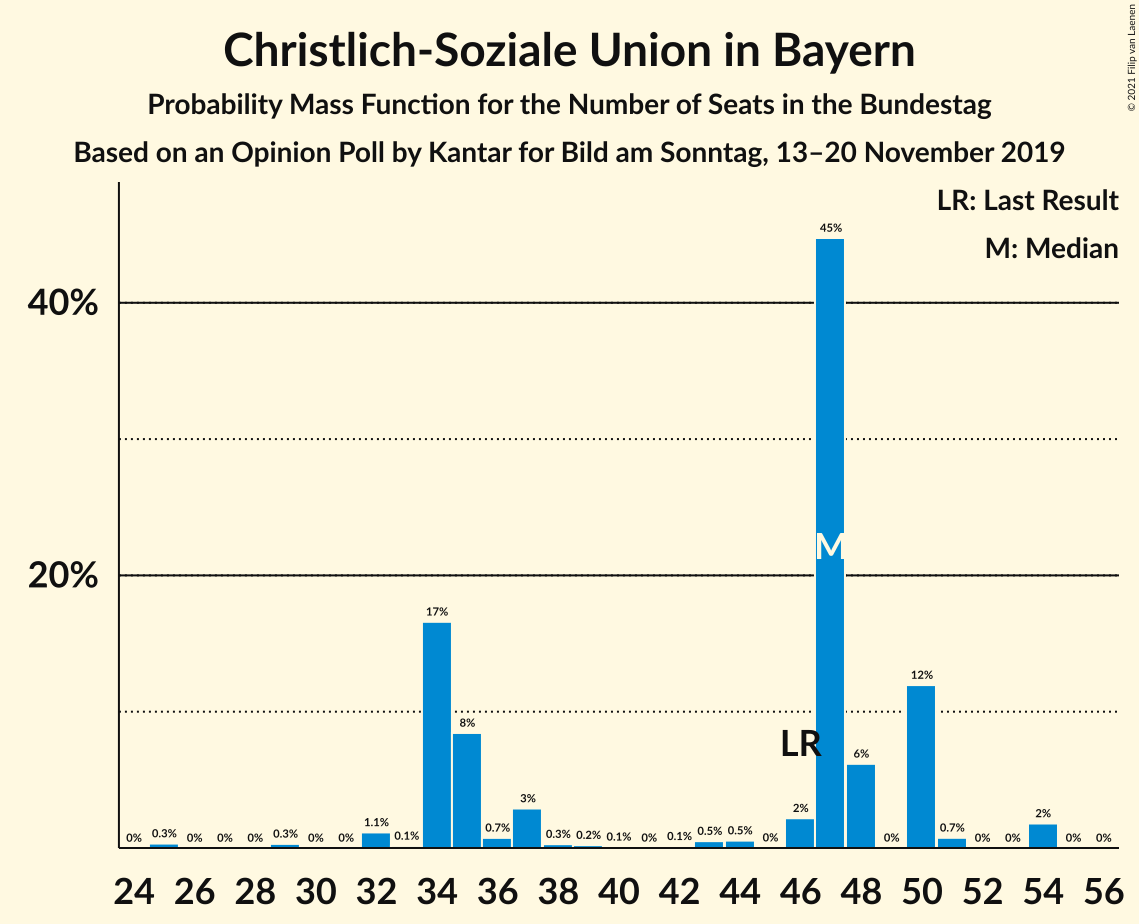 Christlich-Soziale Union in Bayern
Probability Mass Function for the Number of Seats in the Bundestag
Based on an Opinion Poll by Kantar for Bild am Sonntag, 13–20 November 2019
© 2021 Filip van Laenen
LR: Last Result
M: Median
40%
20%
0% 0.3% 0% 0% 0% 0.3% 0% 0% 1.1% 0.1% 17% 8% 0.7% 3% 0.3% 0.2% 0.1% 0% 0.1% 0.5% 0.5% 0% 2% 45% 6% 0% 12% 0.7% 0% 0% 2% 0% 0%
M
LR
24 26 28 30 32 34 36 38 40 42 44 46 48 50 52 54 56